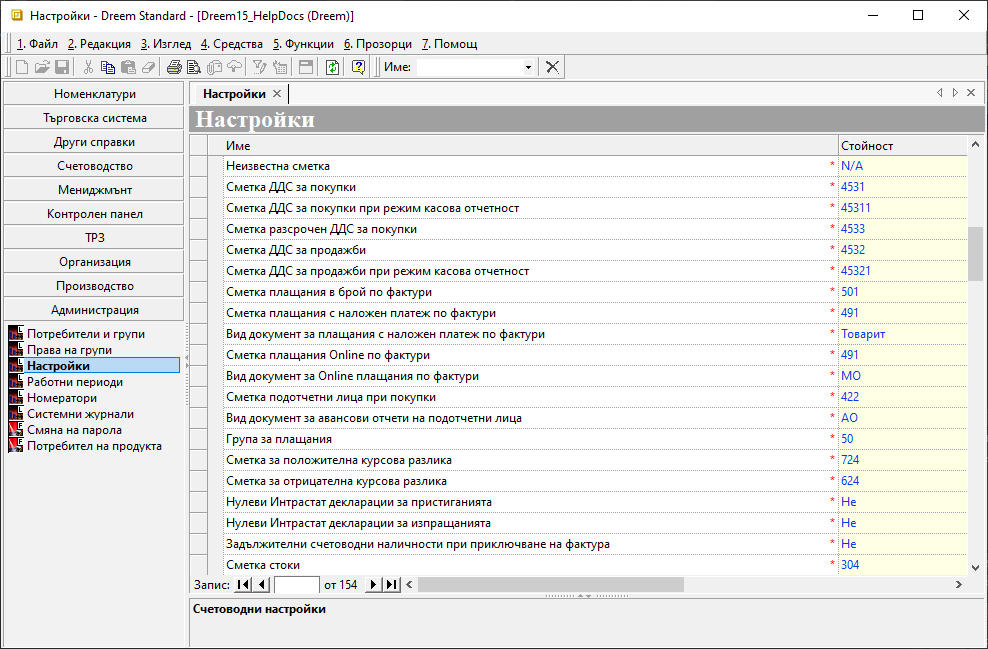 Настройки - Dreem Standard - [Dreem15_HelpDocs (Dreem)]
1. Файл 2. Редакция 3. Изглед 4. Средства 5. Функции 6. Прозорци 7. Помощ
Име:
Номенклатури
Търговска система
Други справки
Счетоводство
Мениджмънт
Контролен панел
ТРЗ
Организация
Производство
Администрация
Потребители и групи
Права на групи
Настройки
Работни периоди
Номератори
Системни журнали
Смяна на парола
Потребител на продукта
Настройки
Настройки
Име Стойност
Неизвестна сметка * N/A
Сметка ДДС за покупки * 4531
Сметка ДДС за покупки при режим касова отчетност * 45311
Сметка разсрочен ДДС за покупки * 4533
Сметка ДДС за продажби * 4532
Сметка ДДС за продажби при режим касова отчетност * 45321
Сметка плащания в брой по фактури * 501
Сметка плащания с наложен платеж по фактури * 491
Вид документ за плащания с наложен платеж по фактури * Товарит
Сметка плащания Online по фактури * 491
Вид документ за Online плащания по фактури * МО
Сметка подотчетни лица при покупки * 422
Вид документ за авансови отчети на подотчетни лица * АО
Група за плащания * 50
Сметка за положителна курсова разлика * 724
Сметка за отрицателна курсова разлика * 624
Нулеви Интрастат декларации за пристиганията * Не
Нулеви Интрастат декларации за изпращанията * Не
Задължителни счетоводни наличности при приключване на фактура * Не
Сметка стоки * 304
Запис: от 154
Счетоводни настройки